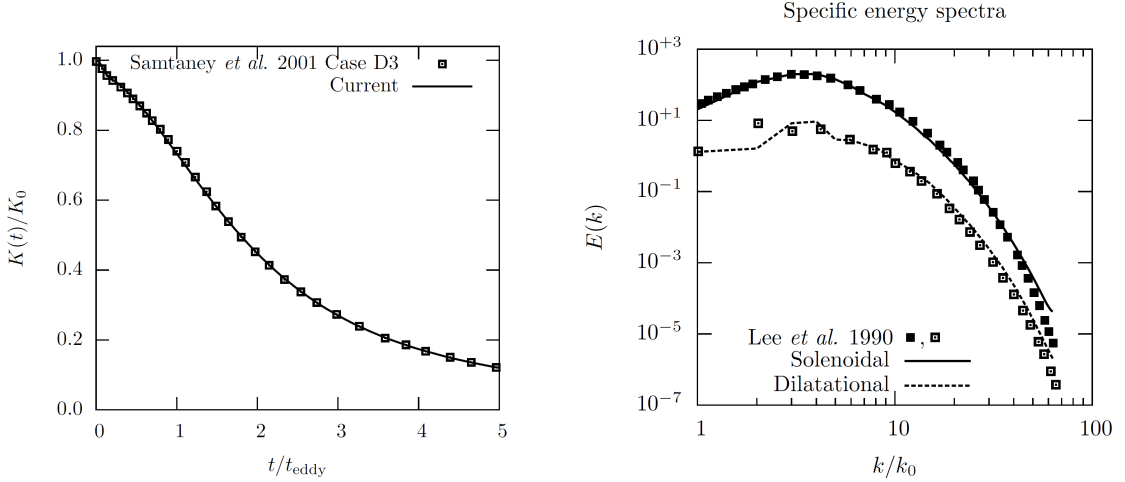 Samtaney et al. 2001 Case D3
Current
1.0
0.8
0.6
0.4
0.2
0.0
0 1 2 3 4 5
K(t)/K₀
t/t_eddy
Specific energy spectra
10⁺³
10⁺¹
10⁻¹
10⁻³
10⁻⁵
10⁻⁷
E(k)
Lee et al. 1990 ,
Solenoidal
Dilatational
1 10 100
k/k₀